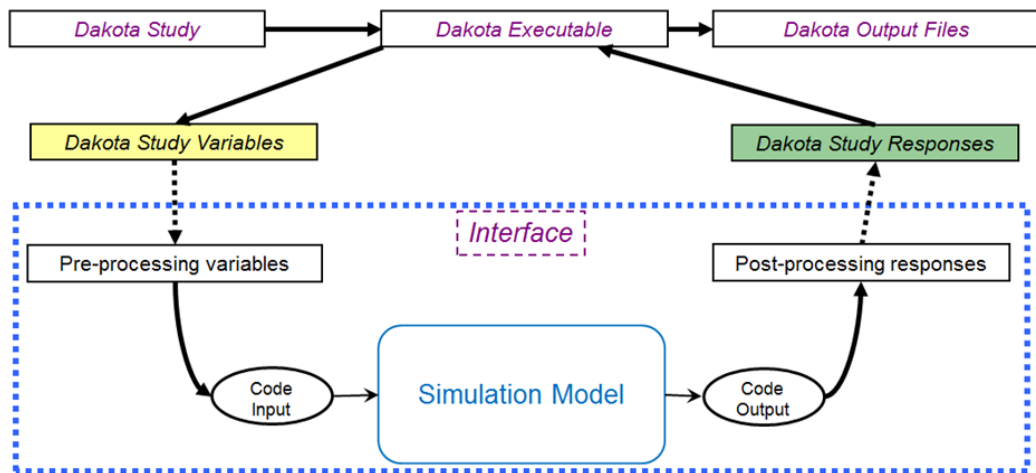 Dakota Study
Dakota Executable
Dakota Output Files
Dakota Study Variables
Dakota Study Responses
Interface
Pre-processing variables
Post-processing responses
Code
Input
Simulation Model
Code
Output